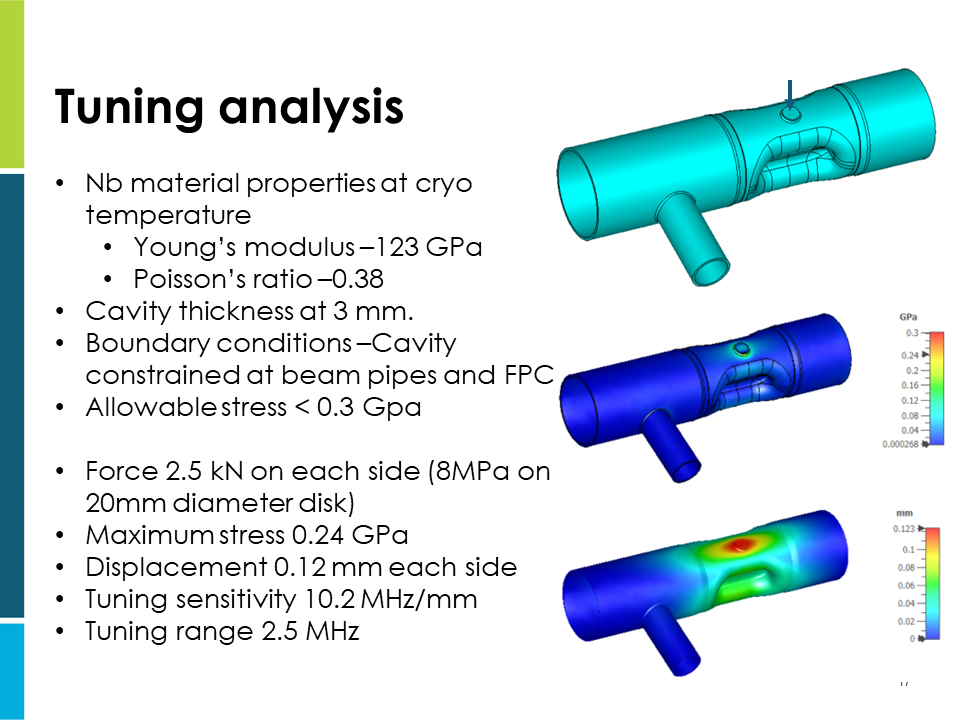 Tuning analysis
• Nb material properties at cryo
temperature
• Young’s modulus –123 GPa
• Poisson’s ratio –0.38
• Cavity thickness at 3 mm.
• Boundary conditions –Cavity
constrained at beam pipes and FPC
• Allowable stress < 0.3 Gpa
• Force 2.5 kN on each side (8MPa on
20mm diameter disk)
• Maximum stress 0.24 GPa
• Displacement 0.12 mm each side
• Tuning sensitivity 10.2 MHz/mm
• Tuning range 2.5 MHz
GPa
0.3
0.24
0.2
0.16
0.12
0.08
0.04
0.000268
mm
0.123
0.1
0.08
0.06
0.04
0.02
0